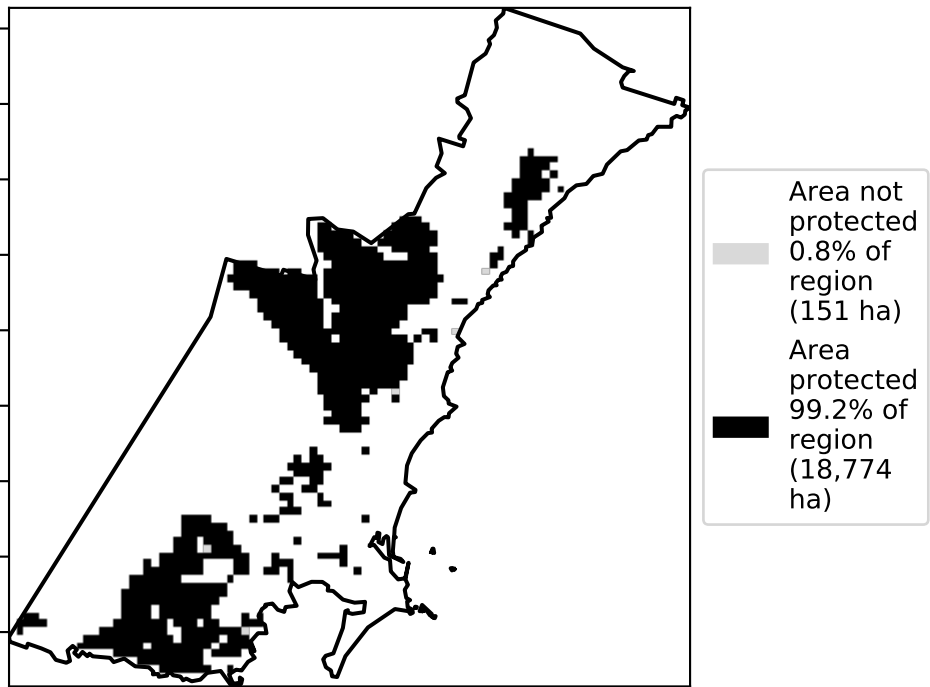 Area not
protected
0.8% of
region
(151 ha)
Area
protected
99.2% of
region
(18,774
ha)